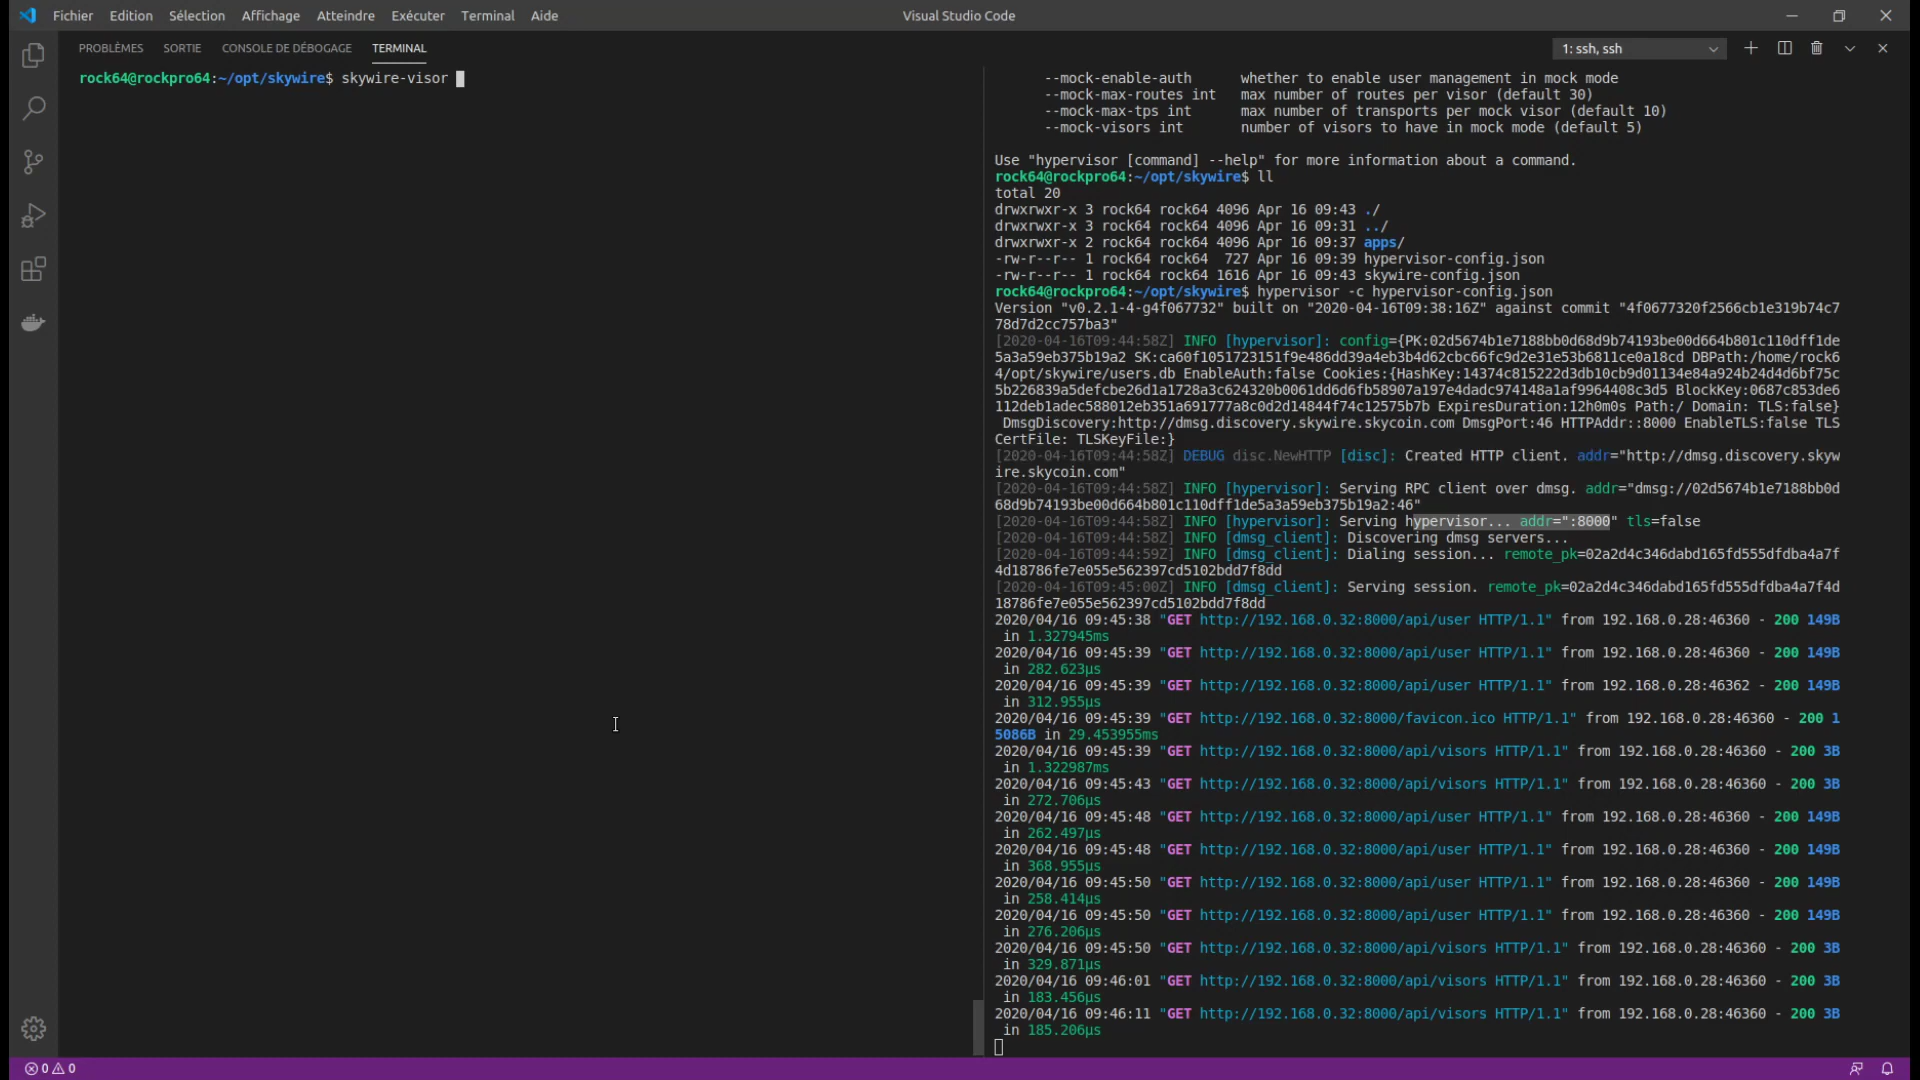 Fichier Edition Sélection Affichage Atteindre Exécuter Terminal Aide
Visual Studio Code
PROBLÈMES SORTIE CONSOLE DE DÉBOGAGE TERMINAL
1: ssh, ssh
rock64@rockpro64:~/opt/skywire$ skywire-visor
--mock-enable-auth whether to enable user management in mock mode
--mock-max-routes int max number of routes per visor (default 30)
--mock-max-tps int max number of transports per mock visor (default 10)
--mock-visors int number of visors to have in mock mode (default 5)
Use "hypervisor [command] --help" for more information about a command.
rock64@rockpro64:~/opt/skywire$ ll
total 20
drwxrwxr-x 3 rock64 rock64 4096 Apr 16 09:43 ./
drwxrwxr-x 3 rock64 rock64 4096 Apr 16 09:31 ../
drwxrwxr-x 2 rock64 rock64 4096 Apr 16 09:37 apps/
-rw-r--r-- 1 rock64 rock64 727 Apr 16 09:39 hypervisor-config.json
-rw-r--r-- 1 rock64 rock64 1616 Apr 16 09:43 skywire-config.json
rock64@rockpro64:~/opt/skywire$ hypervisor -c hypervisor-config.json
Version "v0.2.1-4-g4f067732" built on "2020-04-16T09:38:16Z" against commit "4f0677320f2566cb1e319b74c7
78d7d2cc757ba3"
[2020-04-16T09:44:58Z] INFO [hypervisor]: config={PK:02d5674b1e7188bb0d68d9b74193be00d664b801c110dff1de
5a3a59eb375b19a2 SK:ca60f1051723151f9e486dd39a4eb3b4d62cbc66fc9d2e31e53b6811ce0a18cd DBPath:/home/rock6
4/opt/skywire/users.db EnableAuth:false Cookies:{HashKey:14374c815222d3db10cb9d01134e84a924b24d4d6bf75c
5b226839a5defcbe26d1a1728a3c624320b0061dd6d6fb58907a197e4dadc974148a1af9964408c3d5 BlockKey:0687c853de6
112deb1adec588012eb351a691777a8c0d2d14844f74c12575b7b ExpiresDuration:12h0m0s Path:/ Domain: TLS:false}
DmsgDiscovery:http://dmsg.discovery.skywire.skycoin.com DmsgPort:46 HTTPAddr::8000 EnableTLS:false TLS
CertFile: TLSKeyFile:}
[2020-04-16T09:44:58Z] DEBUG disc.NewHTTP [disc]: Created HTTP client. addr="http://dmsg.discovery.skyw
ire.skycoin.com"
[2020-04-16T09:44:58Z] INFO [hypervisor]: Serving RPC client over dmsg. addr="dmsg://02d5674b1e7188bb0d
68d9b74193be00d664b801c110dff1de5a3a59eb375b19a2:46"
[2020-04-16T09:44:58Z] INFO [hypervisor]: Serving hypervisor... addr=":8000" tls=false
[2020-04-16T09:44:58Z] INFO [dmsg_client]: Discovering dmsg servers...
[2020-04-16T09:44:59Z] INFO [dmsg_client]: Dialing session... remote_pk=02a2d4c346dabd165fd555dfdba4a7f
4d18786fe7e055e562397cd5102bdd7f8dd
[2020-04-16T09:45:00Z] INFO [dmsg_client]: Serving session. remote_pk=02a2d4c346dabd165fd555dfdba4a7f4d
18786fe7e055e562397cd5102bdd7f8dd
2020/04/16 09:45:38 "GET http://192.168.0.32:8000/api/user HTTP/1.1" from 192.168.0.28:46360 - 200 149B
in 1.327945ms
2020/04/16 09:45:39 "GET http://192.168.0.32:8000/api/user HTTP/1.1" from 192.168.0.28:46360 - 200 149B
in 282.623µs
2020/04/16 09:45:39 "GET http://192.168.0.32:8000/api/user HTTP/1.1" from 192.168.0.28:46362 - 200 149B
in 312.955µs
2020/04/16 09:45:39 "GET http://192.168.0.32:8000/favicon.ico HTTP/1.1" from 192.168.0.28:46360 - 200 1
5086B in 29.453955ms
2020/04/16 09:45:39 "GET http://192.168.0.32:8000/api/visors HTTP/1.1" from 192.168.0.28:46360 - 200 3B
in 1.322987ms
2020/04/16 09:45:43 "GET http://192.168.0.32:8000/api/visors HTTP/1.1" from 192.168.0.28:46360 - 200 3B
in 272.706µs
2020/04/16 09:45:48 "GET http://192.168.0.32:8000/api/user HTTP/1.1" from 192.168.0.28:46360 - 200 149B
in 262.497µs
2020/04/16 09:45:48 "GET http://192.168.0.32:8000/api/user HTTP/1.1" from 192.168.0.28:46360 - 200 149B
in 368.955µs
2020/04/16 09:45:50 "GET http://192.168.0.32:8000/api/user HTTP/1.1" from 192.168.0.28:46360 - 200 149B
in 258.414µs
2020/04/16 09:45:50 "GET http://192.168.0.32:8000/api/user HTTP/1.1" from 192.168.0.28:46360 - 200 149B
in 276.206µs
2020/04/16 09:45:50 "GET http://192.168.0.32:8000/api/visors HTTP/1.1" from 192.168.0.28:46360 - 200 3B
in 329.871µs
2020/04/16 09:46:01 "GET http://192.168.0.32:8000/api/visors HTTP/1.1" from 192.168.0.28:46360 - 200 3B
in 183.456µs
2020/04/16 09:46:11 "GET http://192.168.0.32:8000/api/visors HTTP/1.1" from 192.168.0.28:46360 - 200 3B
in 185.206µs
0 0